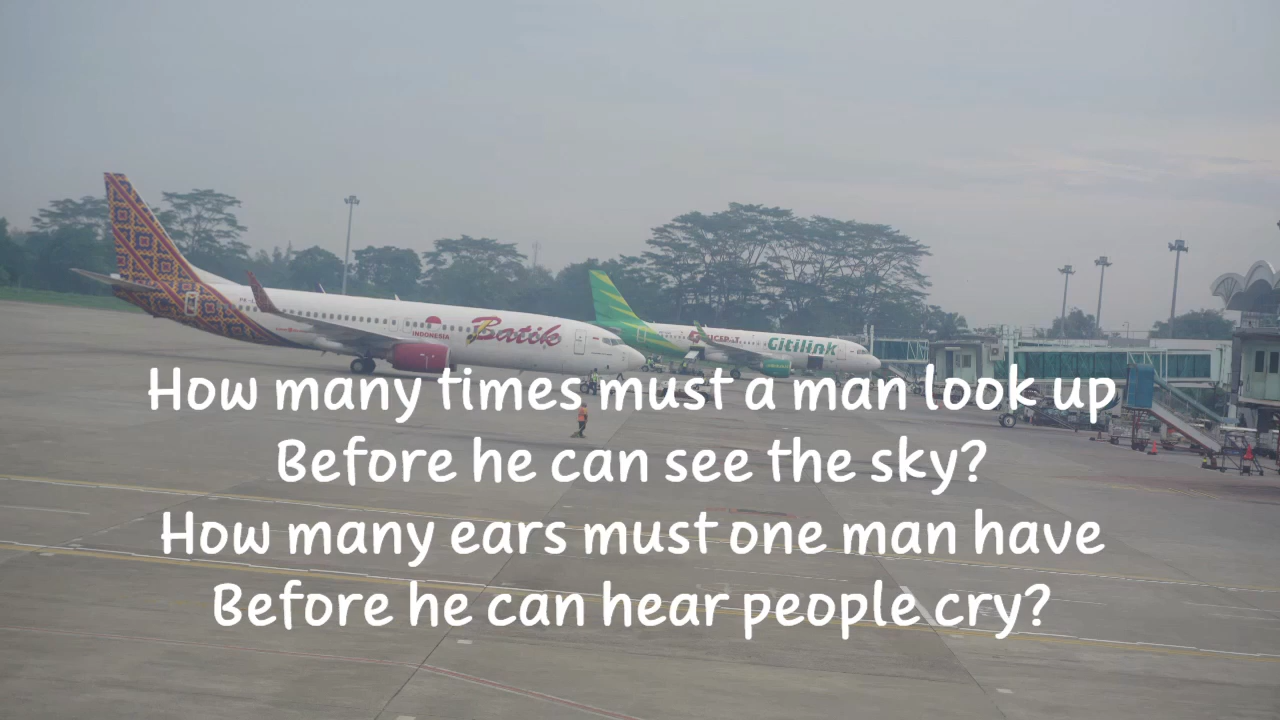 INDONESIA
Batik
Citilink
How many times must a man look up
Before he can see the sky?
How many ears must one man have
Before he can hear people cry?